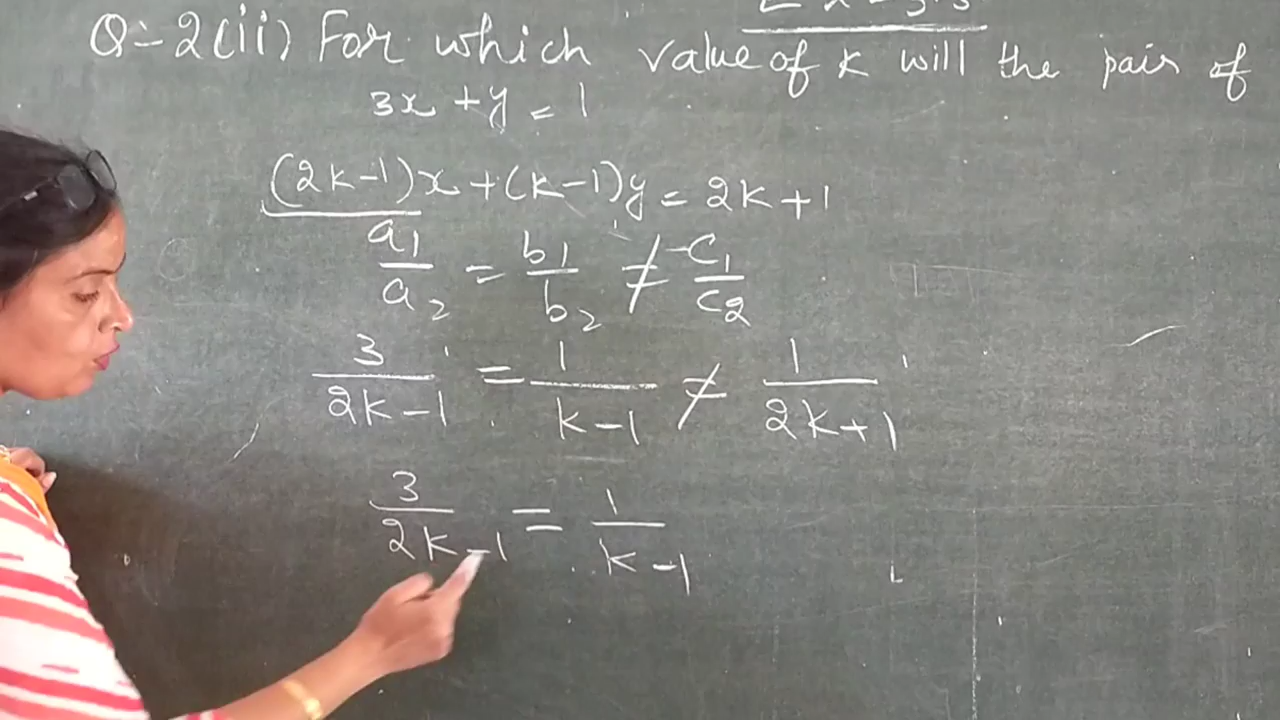 Q:-2(ii) For which value of k will the pair of
3x + y = 1
(2k-1)x + (k-1)y = 2k+1
a1/a2 = b1/b2 ≠ -c1/c2
3/(2k-1) = 1/(k-1) ≠ 1/(2k+1)
3/(2k-1) = 1/(k-1)